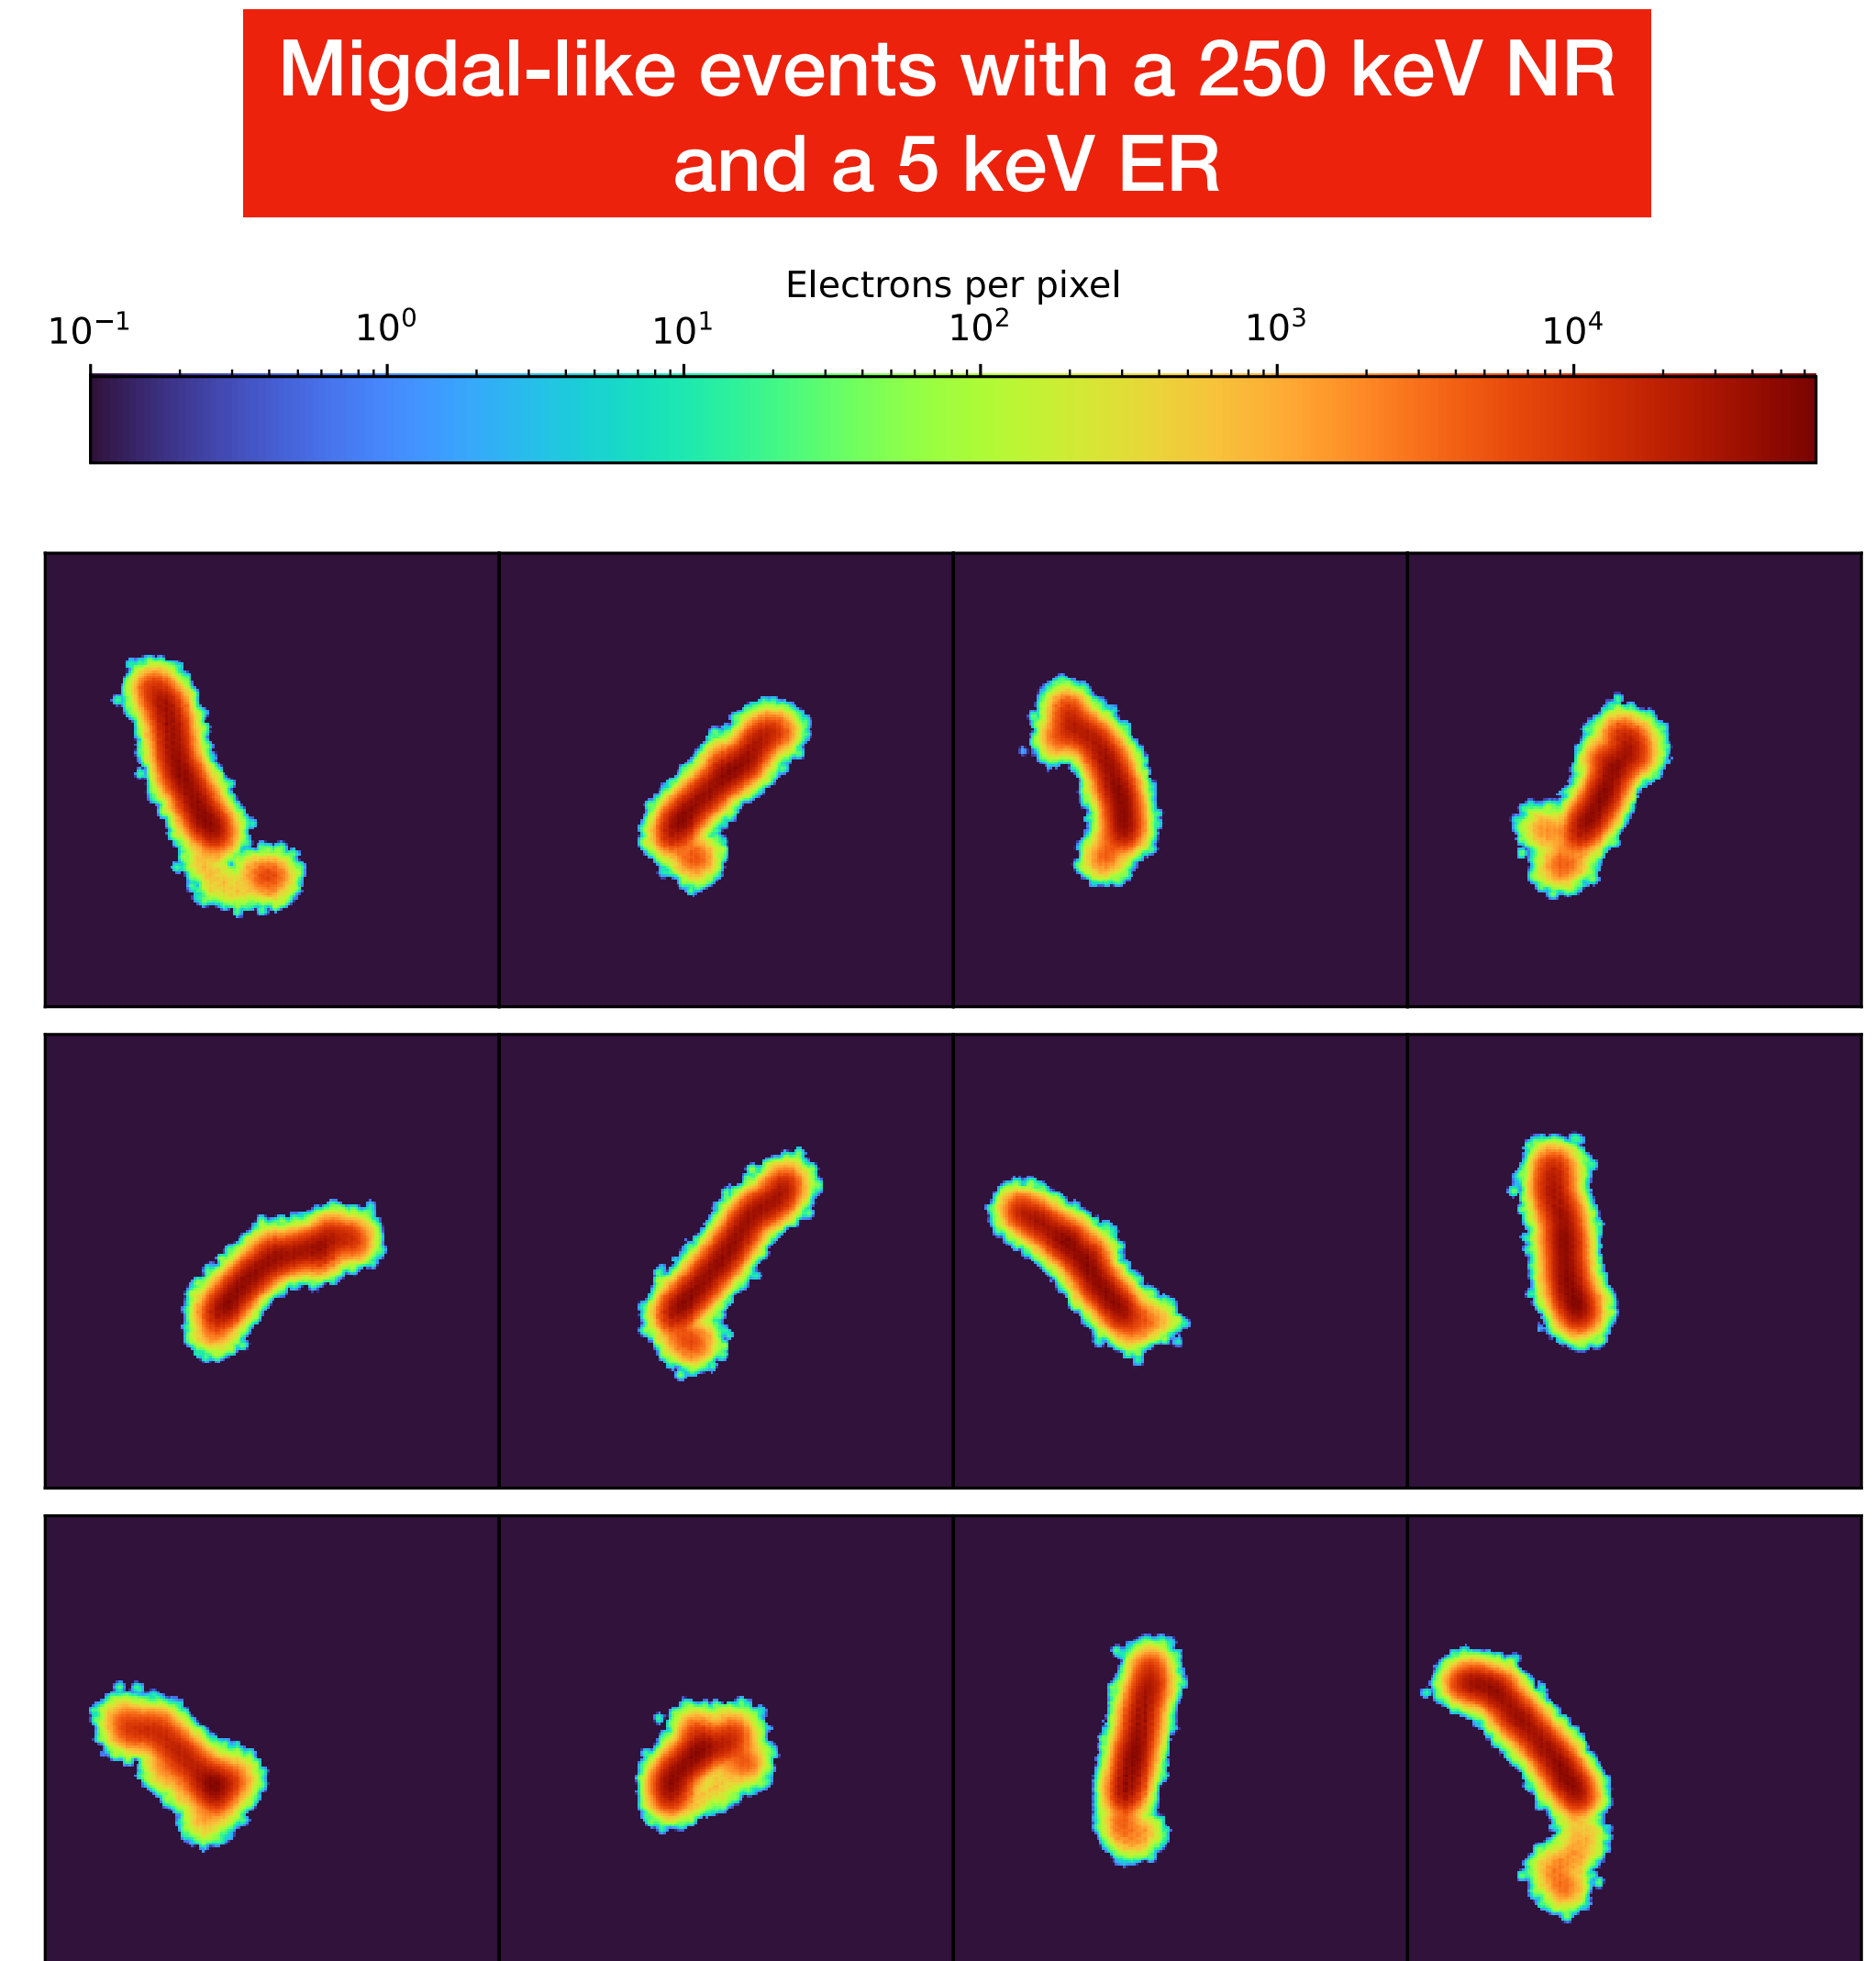 Migdal-like events with a 250 keV NR
and a 5 keV ER
Electrons per pixel
10⁻¹ 10⁰ 10¹ 10² 10³ 10⁴